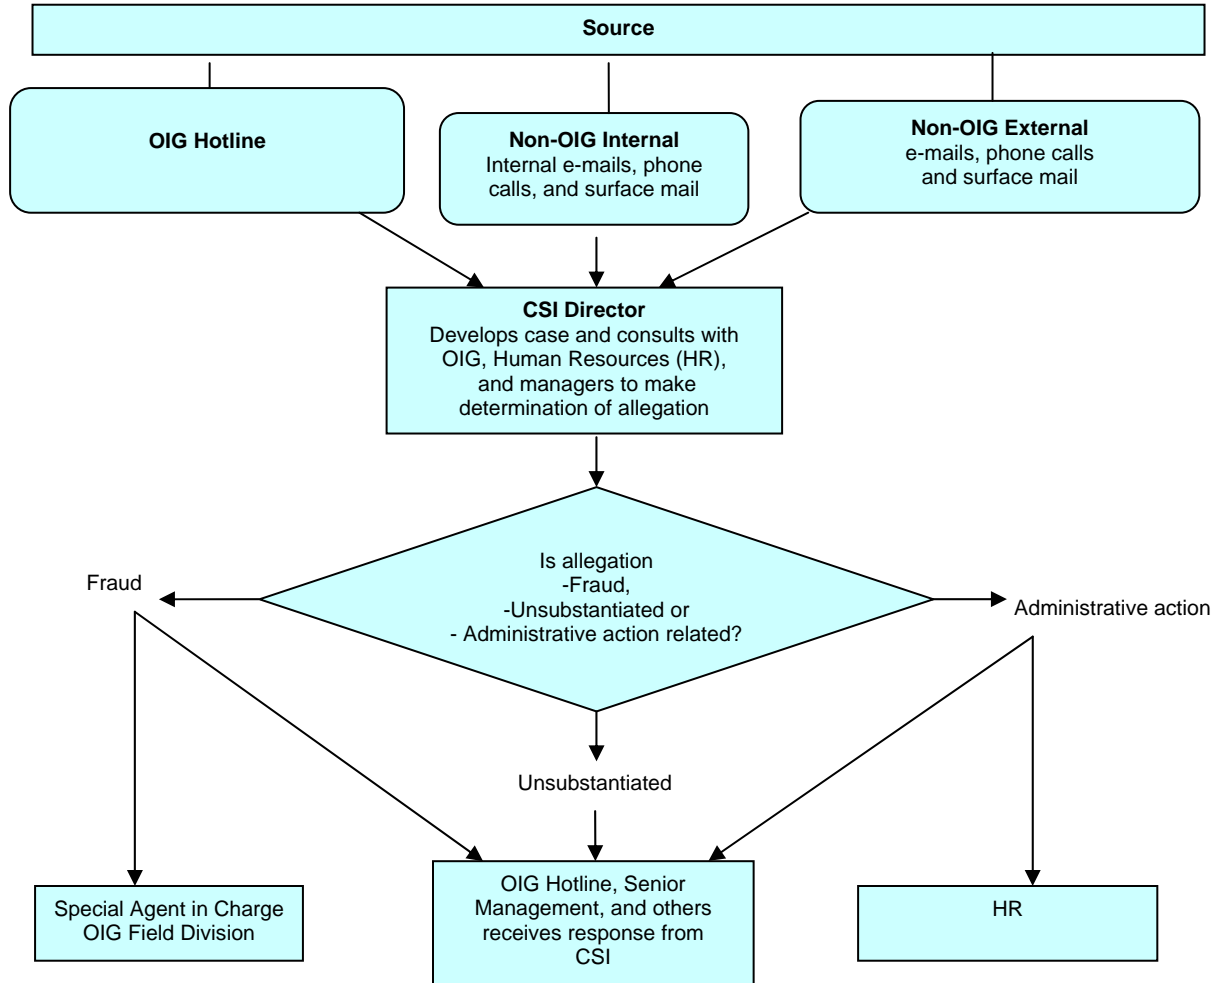 Source
OIG Hotline
Non-OIG Internal
Internal e-mails, phone
calls, and surface mail
Non-OIG External
e-mails, phone calls
and surface mail
CSI Director
Develops case and consults with
OIG, Human Resources (HR),
and managers to make
determination of allegation
Is allegation
-Fraud,
-Unsubstantiated or
- Administrative action related?
Fraud
Administrative action
Unsubstantiated
Special Agent in Charge
OIG Field Division
OIG Hotline, Senior
Management, and others
receives response from
CSI
HR